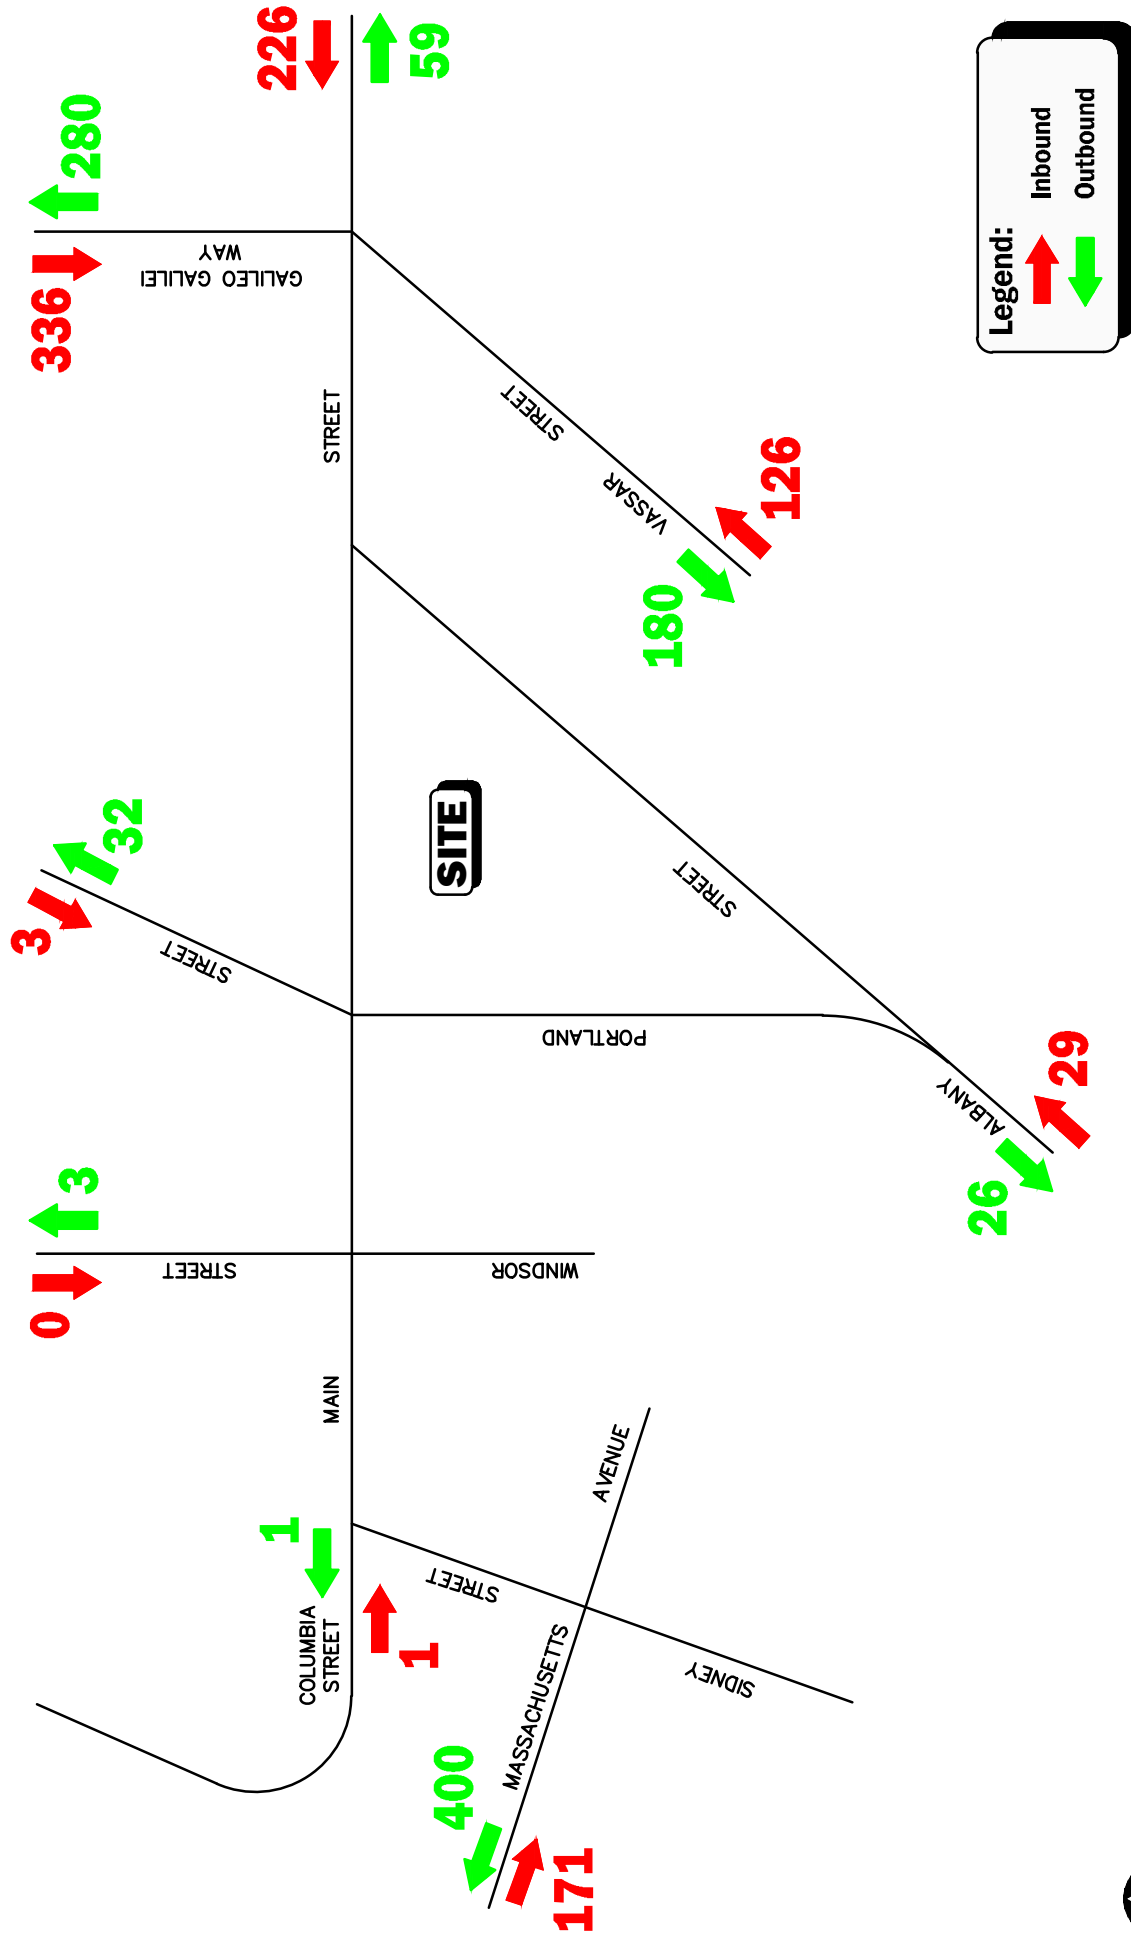 226
59
280
336
GALILEO GALILEI
WAY
STREET
STREET
VASSAR
126
180
3
32
STREET
SITE
STREET
PORTLAND
ALBANY
29
26
3
0
STREET
WINDSOR
MAIN
1
COLUMBIA
STREET
1
STREET
SIDNEY
AVENUE
MASSACHUSETTS
400
171
Legend:
Inbound
Outbound